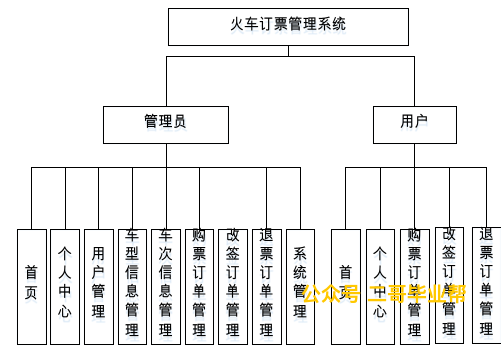 火车订票管理系统
管理员
用户
首页
个人中心
用户管理
车型信息管理
车次信息管理
购票订单管理
改签订单管理
退票订单管理
系统管理
首页
个人中心
购票订单管理
改签订单管理
退票订单管理
公众号 二哥毕业帮